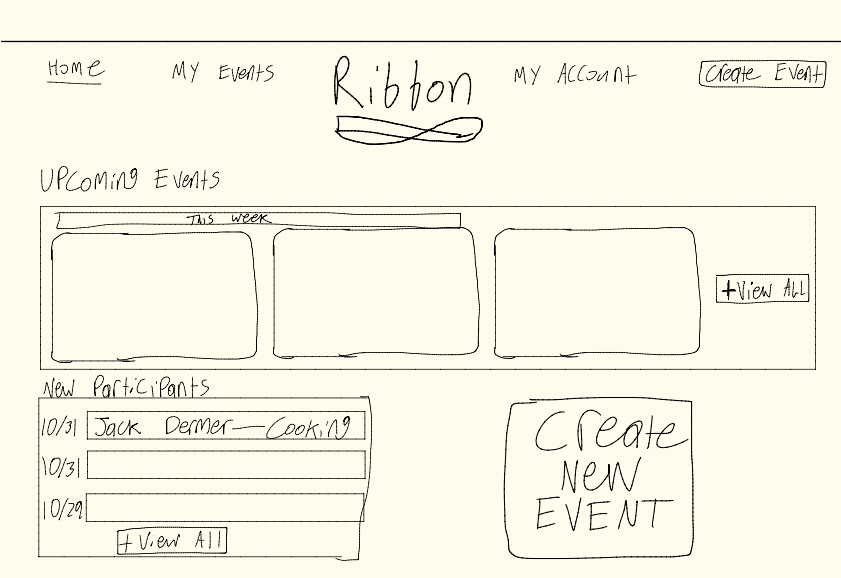 Home My Events Ribbon My Account Create Event
Upcoming Events
This week
+View All
New Participants
10/31 Jack Dermer—Cooking
10/31
10/29
+View All
Create
New
EVENT